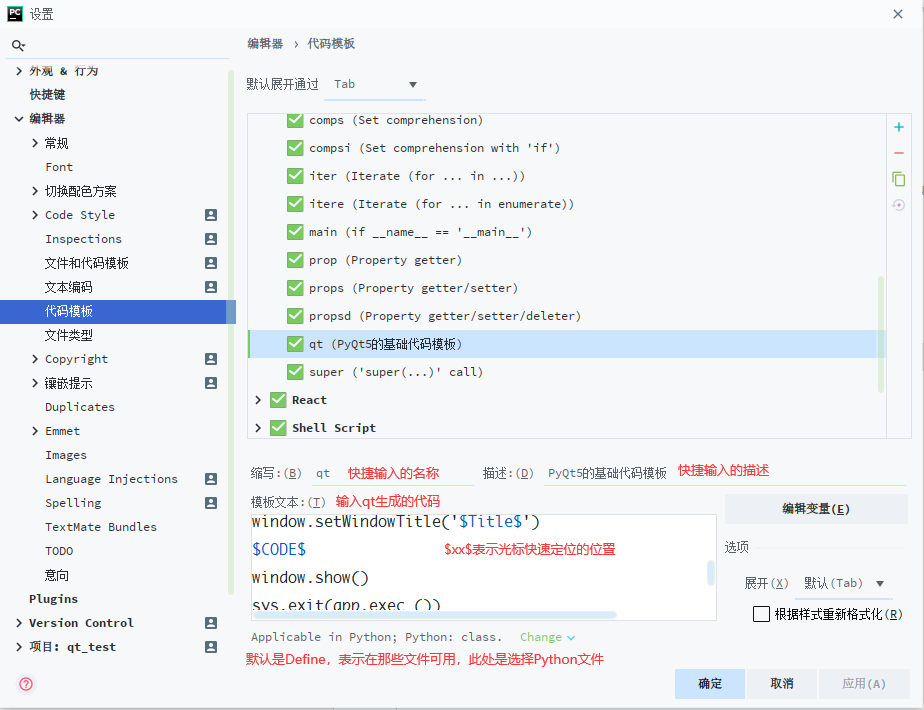 PC 设置
外观 & 行为
快捷键
编辑器
常规
Font
切换配色方案
Code Style
Inspections
文件和代码模板
文本编码
代码模板
文件类型
Copyright
镶嵌提示
Duplicates
Emmet
Images
Language Injections
Spelling
TextMate Bundles
TODO
意向
Plugins
Version Control
项目: qt_test
编辑器 › 代码模板
默认展开通过 Tab
comps (Set comprehension)
compsi (Set comprehension with 'if')
iter (Iterate (for ... in ...))
itere (Iterate (for ... in enumerate))
main (if __name__ == '__main__')
prop (Property getter)
props (Property getter/setter)
propsd (Property getter/setter/deleter)
qt (PyQt5的基础代码模板)
super ('super(...)' call)
React
Shell Script
缩写:(B) qt 快捷输入的名称 描述:(D) PyQt5的基础代码模板 快捷输入的描述
模板文本:(T) 输入qt生成的代码
window.setWindowTitle('$Title$')
$CODE$ $xx$表示光标快速定位的位置
window.show()
sys.exit(app.exec_())
编辑变量(E)
选项
展开(X) 默认(Tab)
根据样式重新格式化(R)
Applicable in Python; Python: class. Change
默认是Define，表示在那些文件可用，此处是选择Python文件
?
确定 取消 应用(A)